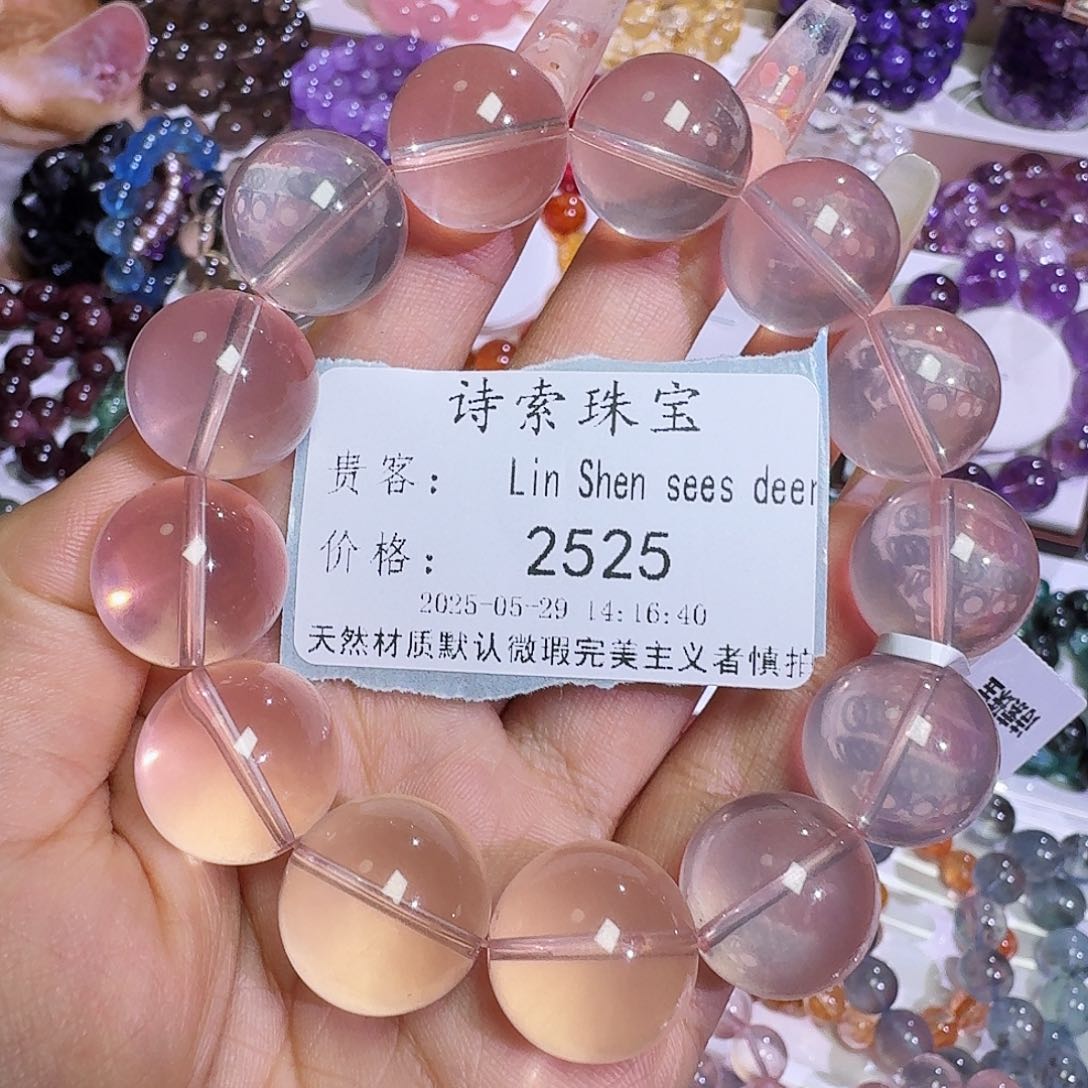 诗索珠宝
贵客： Lin Shen sees deer
价格： 2525
2025-05-29 14:16:40
天然材质默认微瑕完美主义者慎拍